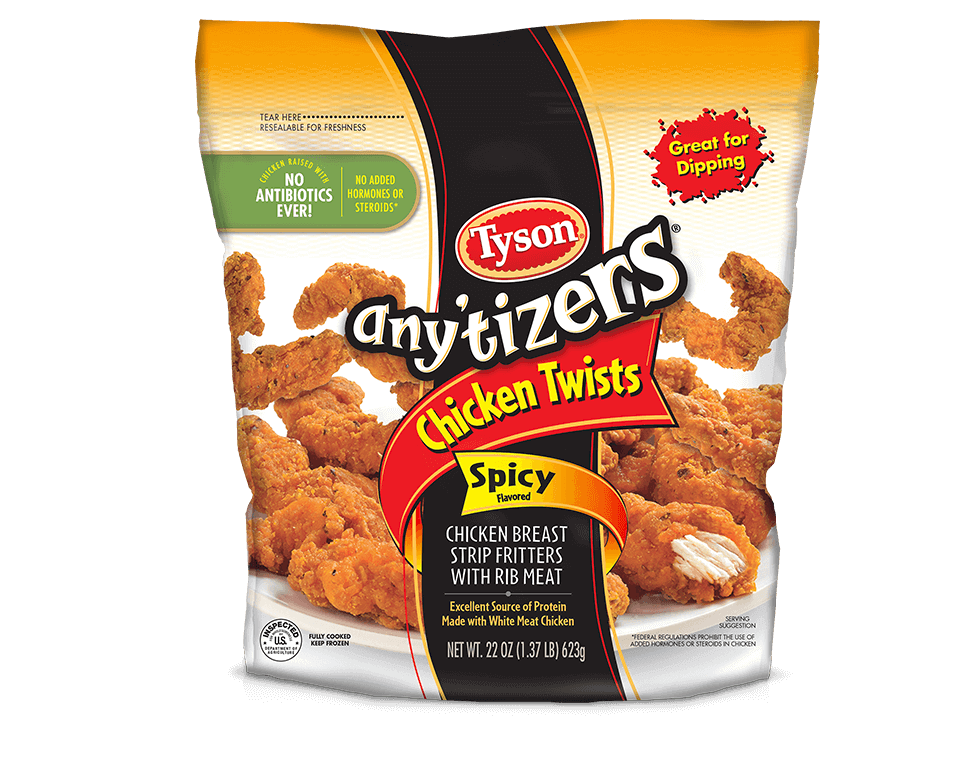 TEAR HERE
RESEALABLE FOR FRESHNESS
CHICKEN RAISED WITH
NO
ANTIBIOTICS
EVER!
NO ADDED
HORMONES OR
STEROIDS*
Great for
Dipping
Tyson®
any'tizers®
Chicken Twists
Spicy
Flavored
CHICKEN BREAST
STRIP FRITTERS
WITH RIB MEAT
Excellent Source of Protein
Made with White Meat Chicken
NET WT. 22 OZ (1.37 LB) 623g
INSPECTED
U.S.
DEPARTMENT OF
AGRICULTURE
FULLY COOKED
KEEP FROZEN
SERVING
SUGGESTION
*FEDERAL REGULATIONS PROHIBIT THE USE OF
ADDED HORMONES OR STEROIDS IN CHICKEN